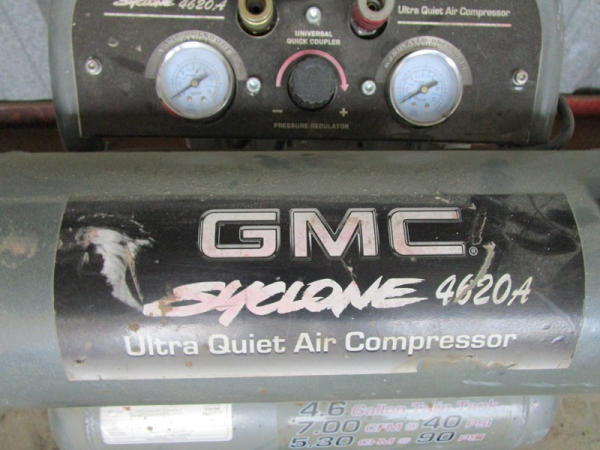 SYCLONE 4620A
Ultra Quiet Air Compressor
UNIVERSAL
QUICK COUPLER
- +
PRESSURE REGULATOR
GMC®
SYCLONE 4620A
Ultra Quiet Air Compressor
4.6 Gallon Twin Tank
7.00 CFM @ 40 PSI
5.30 CFM @ 90 PSI